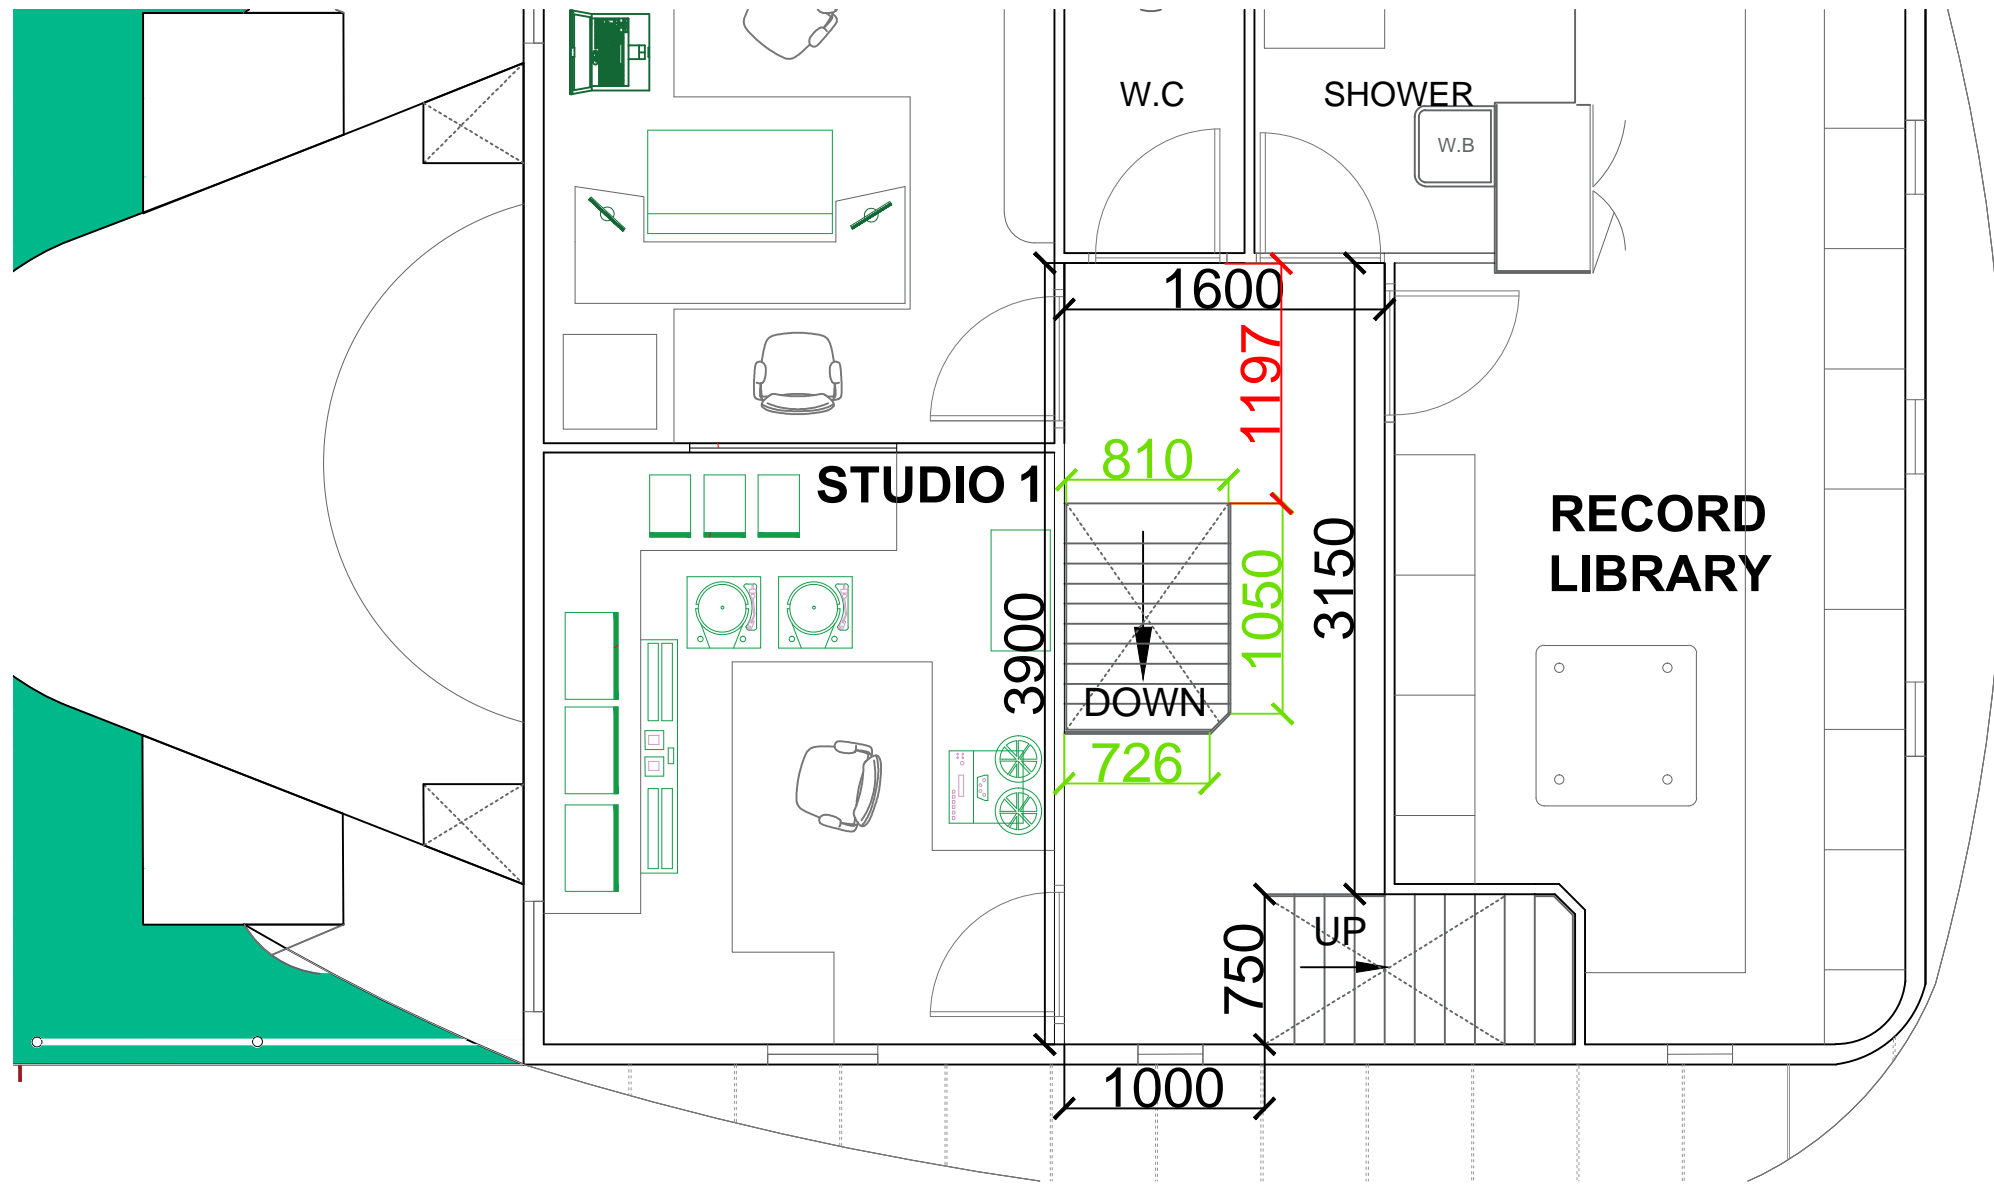 W.C
SHOWER
W.B
1600
1197
810
STUDIO 1
RECORD
LIBRARY
3150
1050
3900
DOWN
726
UP
750
1000